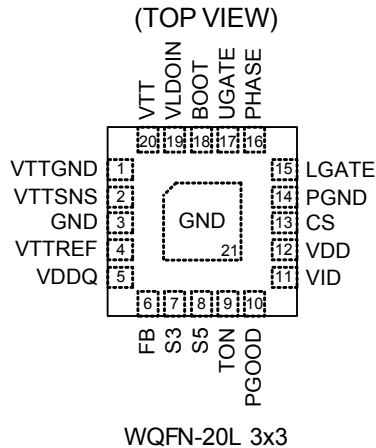 (TOP VIEW)
VTT
VLDOIN
BOOT
UGATE
PHASE
20 19 18 17 16
VTTGND 1 15 LGATE
VTTSNS 2 14 PGND
GND 3 GND 13 CS
VTTREF 4 21 12 VDD
VDDQ 5 11 VID
6 7 8 9 10
FB
S3
S5
TON
PGOOD
WQFN-20L 3x3